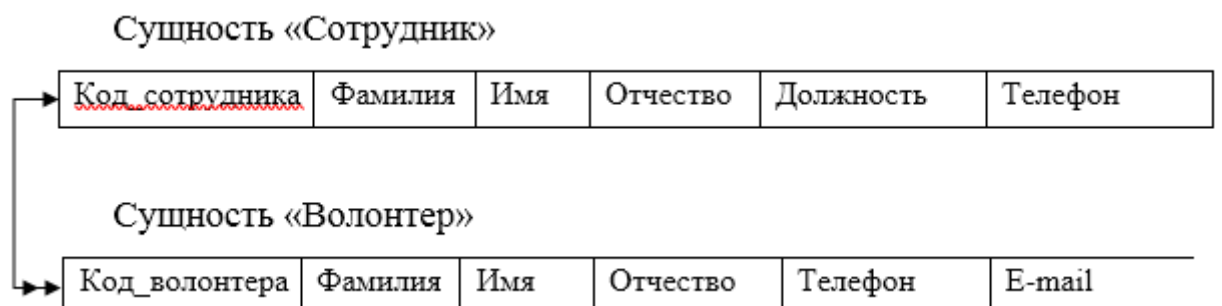 Сущность «Сотрудник»
Код_сотрудника Фамилия Имя Отчество Должность Телефон
Сущность «Волонтер»
Код_волонтера Фамилия Имя Отчество Телефон E-mail